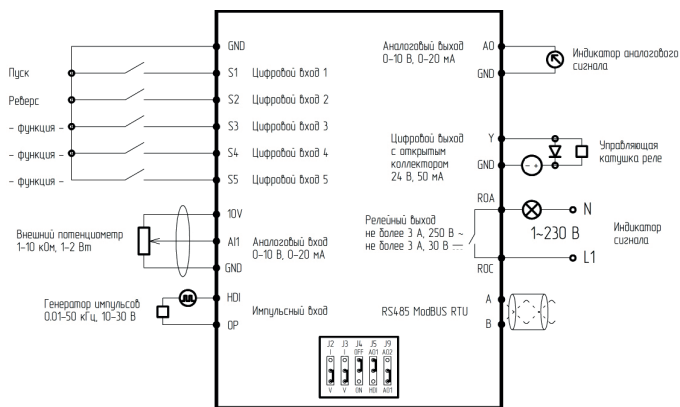 GND
Пуск
S1 Цифровой вход 1
Реверс
S2 Цифровой вход 2
- функция -
S3 Цифровой вход 3
- функция -
S4 Цифровой вход 4
- функция -
S5 Цифровой вход 5
10V
Внешний потенциометр
1-10 кОм, 1-2 Вт
AI1
Аналоговый вход
0-10 В, 0-20 мА
GND
Генератор импульсов
0.01-50 кГц, 10-30 В
HDI
Импульсный вход
OP
Аналоговый выход
0-10 В, 0-20 мА
AO
GND
Индикатор аналогового
сигнала
Цифровой выход
с открытым
коллектором
24 В, 50 мА
Y
GND
- +
Управляющая
катушка реле
ROA
Релейный выход
не более 3 А, 250 В ~
не более 3 А, 30 В
ROC
N
1~230 В
L1
Индикатор
сигнала
RS485 ModBUS RTU
A
B
J2 J3 J4 J5 J9
I I OFF AO1 AO2
V V ON HDI AO1